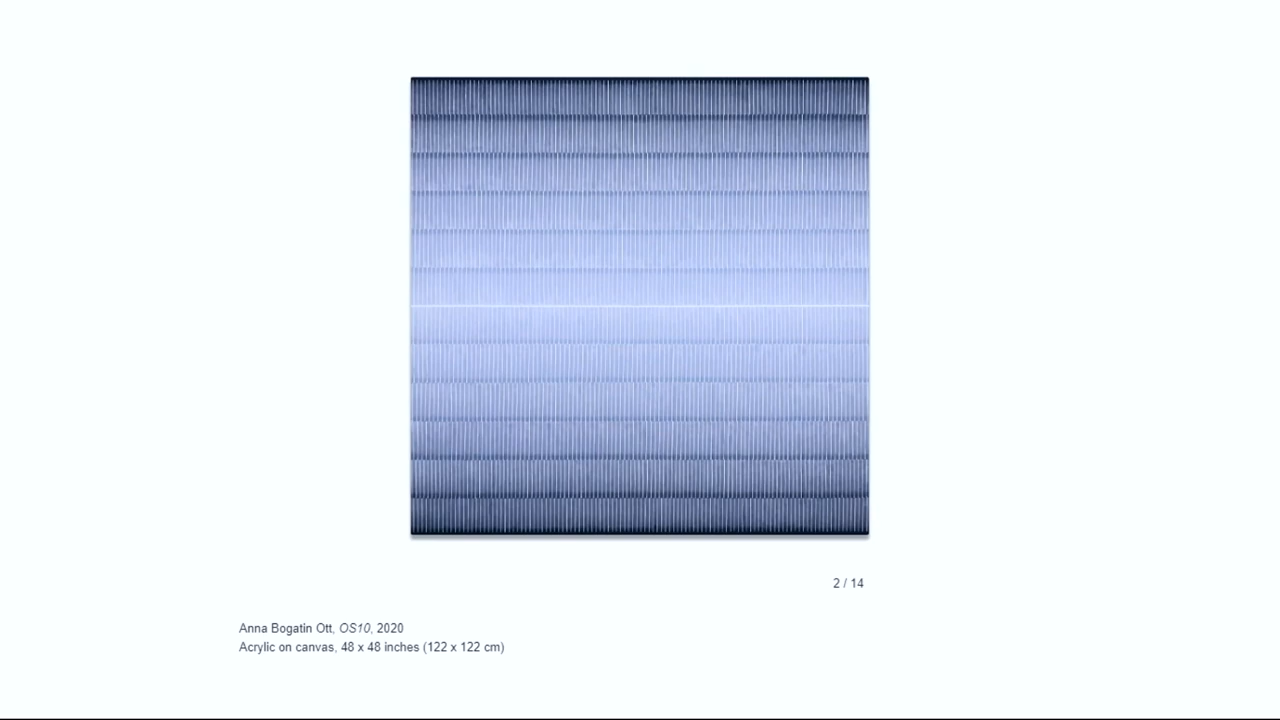 2 / 14
Anna Bogatin Ott, OS10, 2020
Acrylic on canvas, 48 x 48 inches (122 x 122 cm)